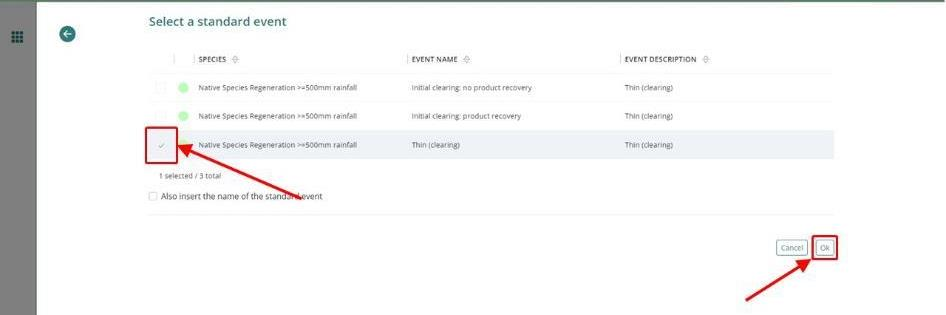 Select a standard event
SPECIES EVENT NAME EVENT DESCRIPTION
Native Species Regeneration >=500mm rainfall Initial clearing: no product recovery Thin (clearing)
Native Species Regeneration >=500mm rainfall Initial clearing: product recovery Thin (clearing)
Native Species Regeneration >=500mm rainfall Thin (clearing) Thin (clearing)
1 selected / 3 total
Also insert the name of the standard event
Cancel Ok